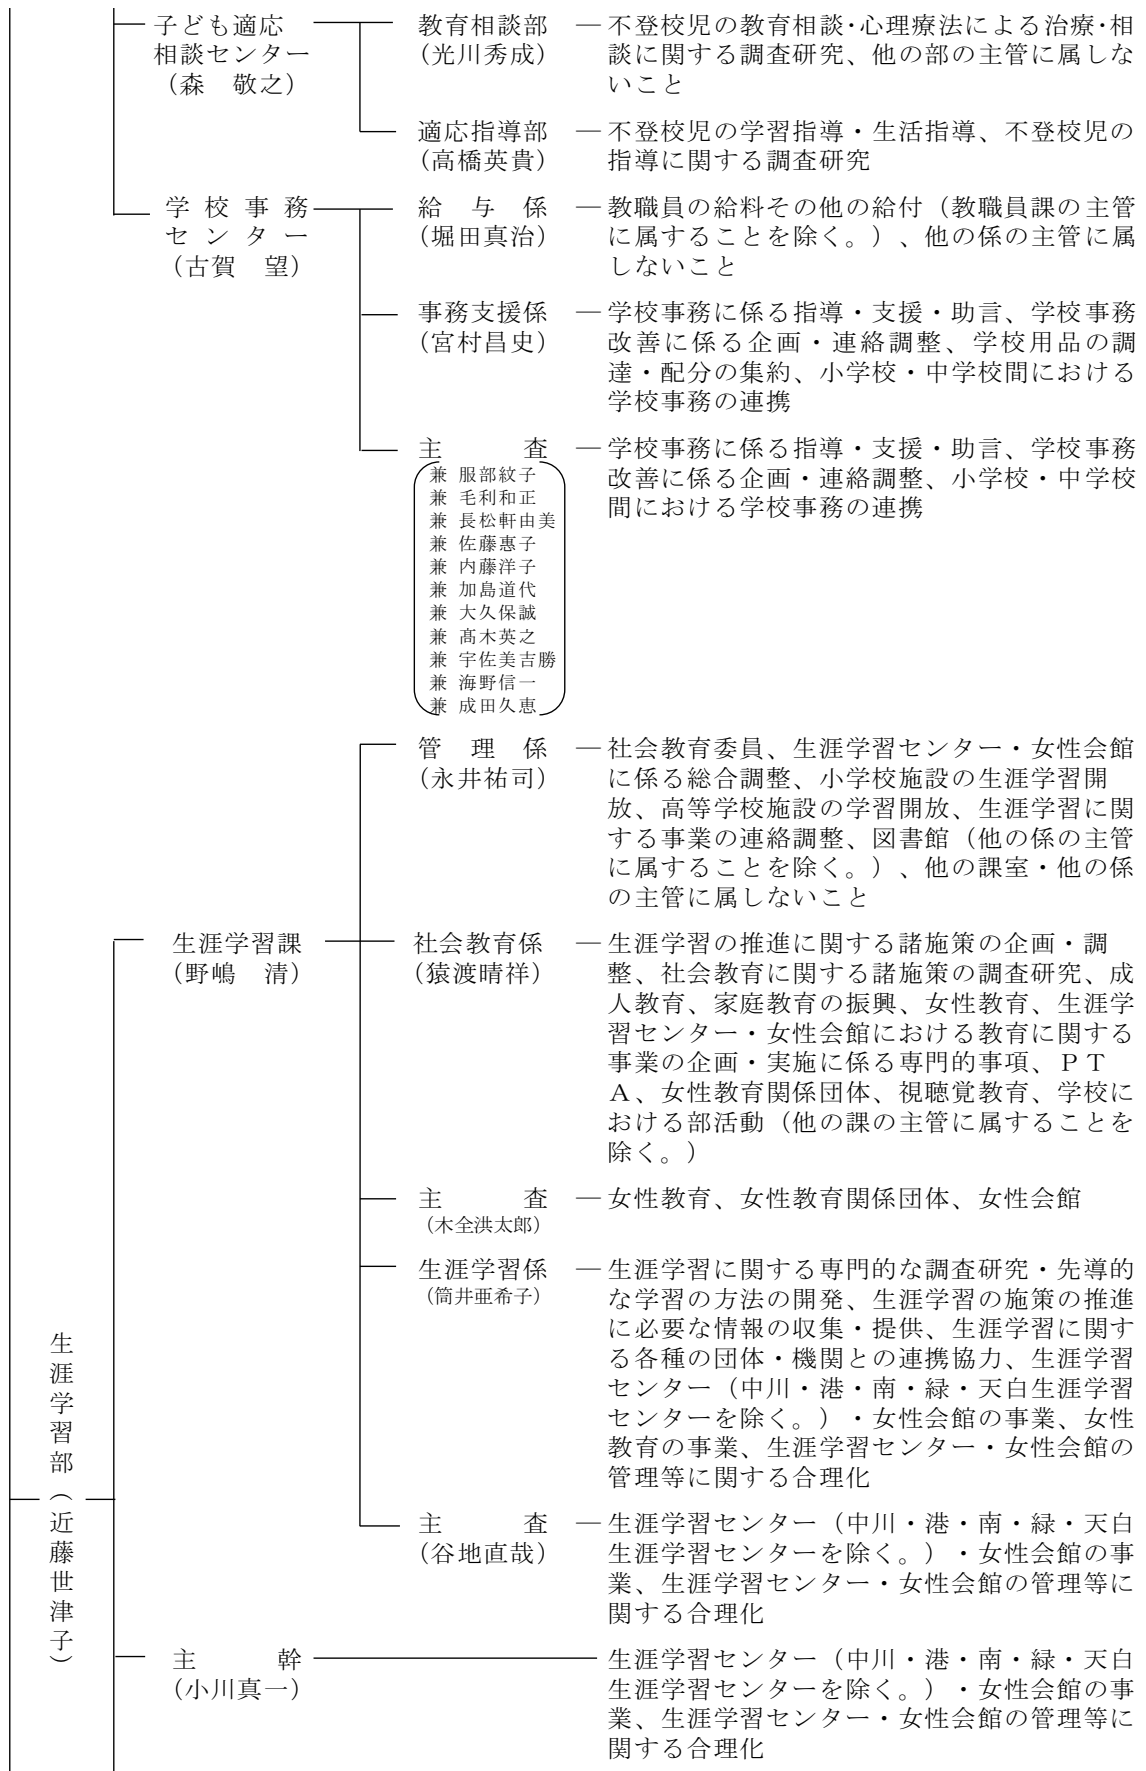 子ども適応
相談センター
(森　敬之)
教育相談部
(光川秀成)
―不登校児の教育相談・心理療法による治療・相
談に関する調査研究、他の部の主管に属しな
いこと
適応指導部
(高橋英貴)
―不登校児の学習指導・生活指導、不登校児の
指導に関する調査研究
学校事務
センター
(古賀　望)
給与係
(堀田真治)
―教職員の給料その他の給付（教職員課の主管
に属することを除く。）、他の係の主管に属
しないこと
事務支援係
(宮村昌史)
―学校事務に係る指導・支援・助言、学校事務
改善に係る企画・連絡調整、学校用品の調
達・配分の集約、小学校・中学校間における
学校事務の連携
主　　査
兼 服部紋子
兼 毛利和正
兼 長松軒由美
兼 佐藤惠子
兼 内藤洋子
兼 加島道代
兼 大久保誠
兼 髙木英之
兼 宇佐美吉勝
兼 海野信一
兼 成田久恵
―学校事務に係る指導・支援・助言、学校事務
改善に係る企画・連絡調整、小学校・中学校
間における学校事務の連携
生涯学習部（近藤世津子）
生涯学習課
(野嶋　清)
管理係
(永井祐司)
―社会教育委員、生涯学習センター・女性会館
に係る総合調整、小学校施設の生涯学習開
放、高等学校施設の学習開放、生涯学習に関
する事業の連絡調整、図書館（他の係の主管
に属することを除く。）、他の課室・他の係
の主管に属しないこと
社会教育係
(猿渡晴祥)
―生涯学習の推進に関する諸施策の企画・調
整、社会教育に関する諸施策の調査研究、成
人教育、家庭教育の振興、女性教育、生涯学
習センター・女性会館における教育に関する
事業の企画・実施に係る専門的事項、ＰＴ
Ａ、女性教育関係団体、視聴覚教育、学校に
おける部活動（他の課の主管に属することを
除く。）
主　　査
(木全洪太郎)
―女性教育、女性教育関係団体、女性会館
生涯学習係
(筒井亜希子)
―生涯学習に関する専門的な調査研究・先導的
な学習の方法の開発、生涯学習の施策の推進
に必要な情報の収集・提供、生涯学習に関す
る各種の団体・機関との連携協力、生涯学習
センター（中川・港・南・緑・天白生涯学習
センターを除く。）・女性会館の事業、女性
教育の事業、生涯学習センター・女性会館の
管理等に関する合理化
主　　査
(谷地直哉)
―生涯学習センター（中川・港・南・緑・天白
生涯学習センターを除く。）・女性会館の事
業、生涯学習センター・女性会館の管理等に
関する合理化
主　　幹
(小川真一)
生涯学習センター（中川・港・南・緑・天白
生涯学習センターを除く。）・女性会館の事
業、生涯学習センター・女性会館の管理等に
関する合理化